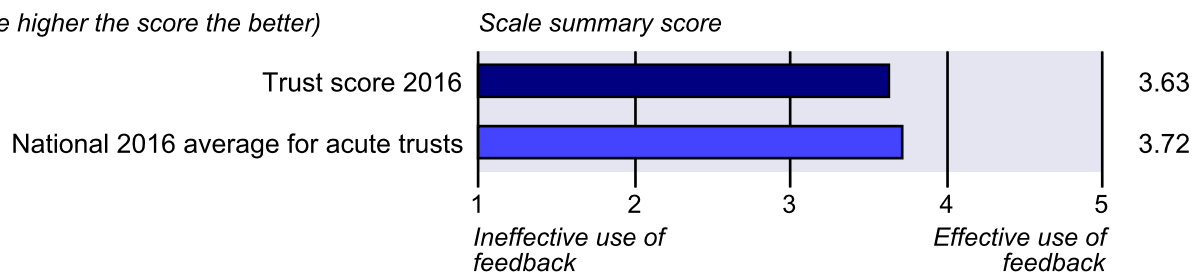 e higher the score the better)
Scale summary score
Trust score 2016
3.63
National 2016 average for acute trusts
3.72
1 2 3 4 5
Ineffective use of
feedback
Effective use of
feedback